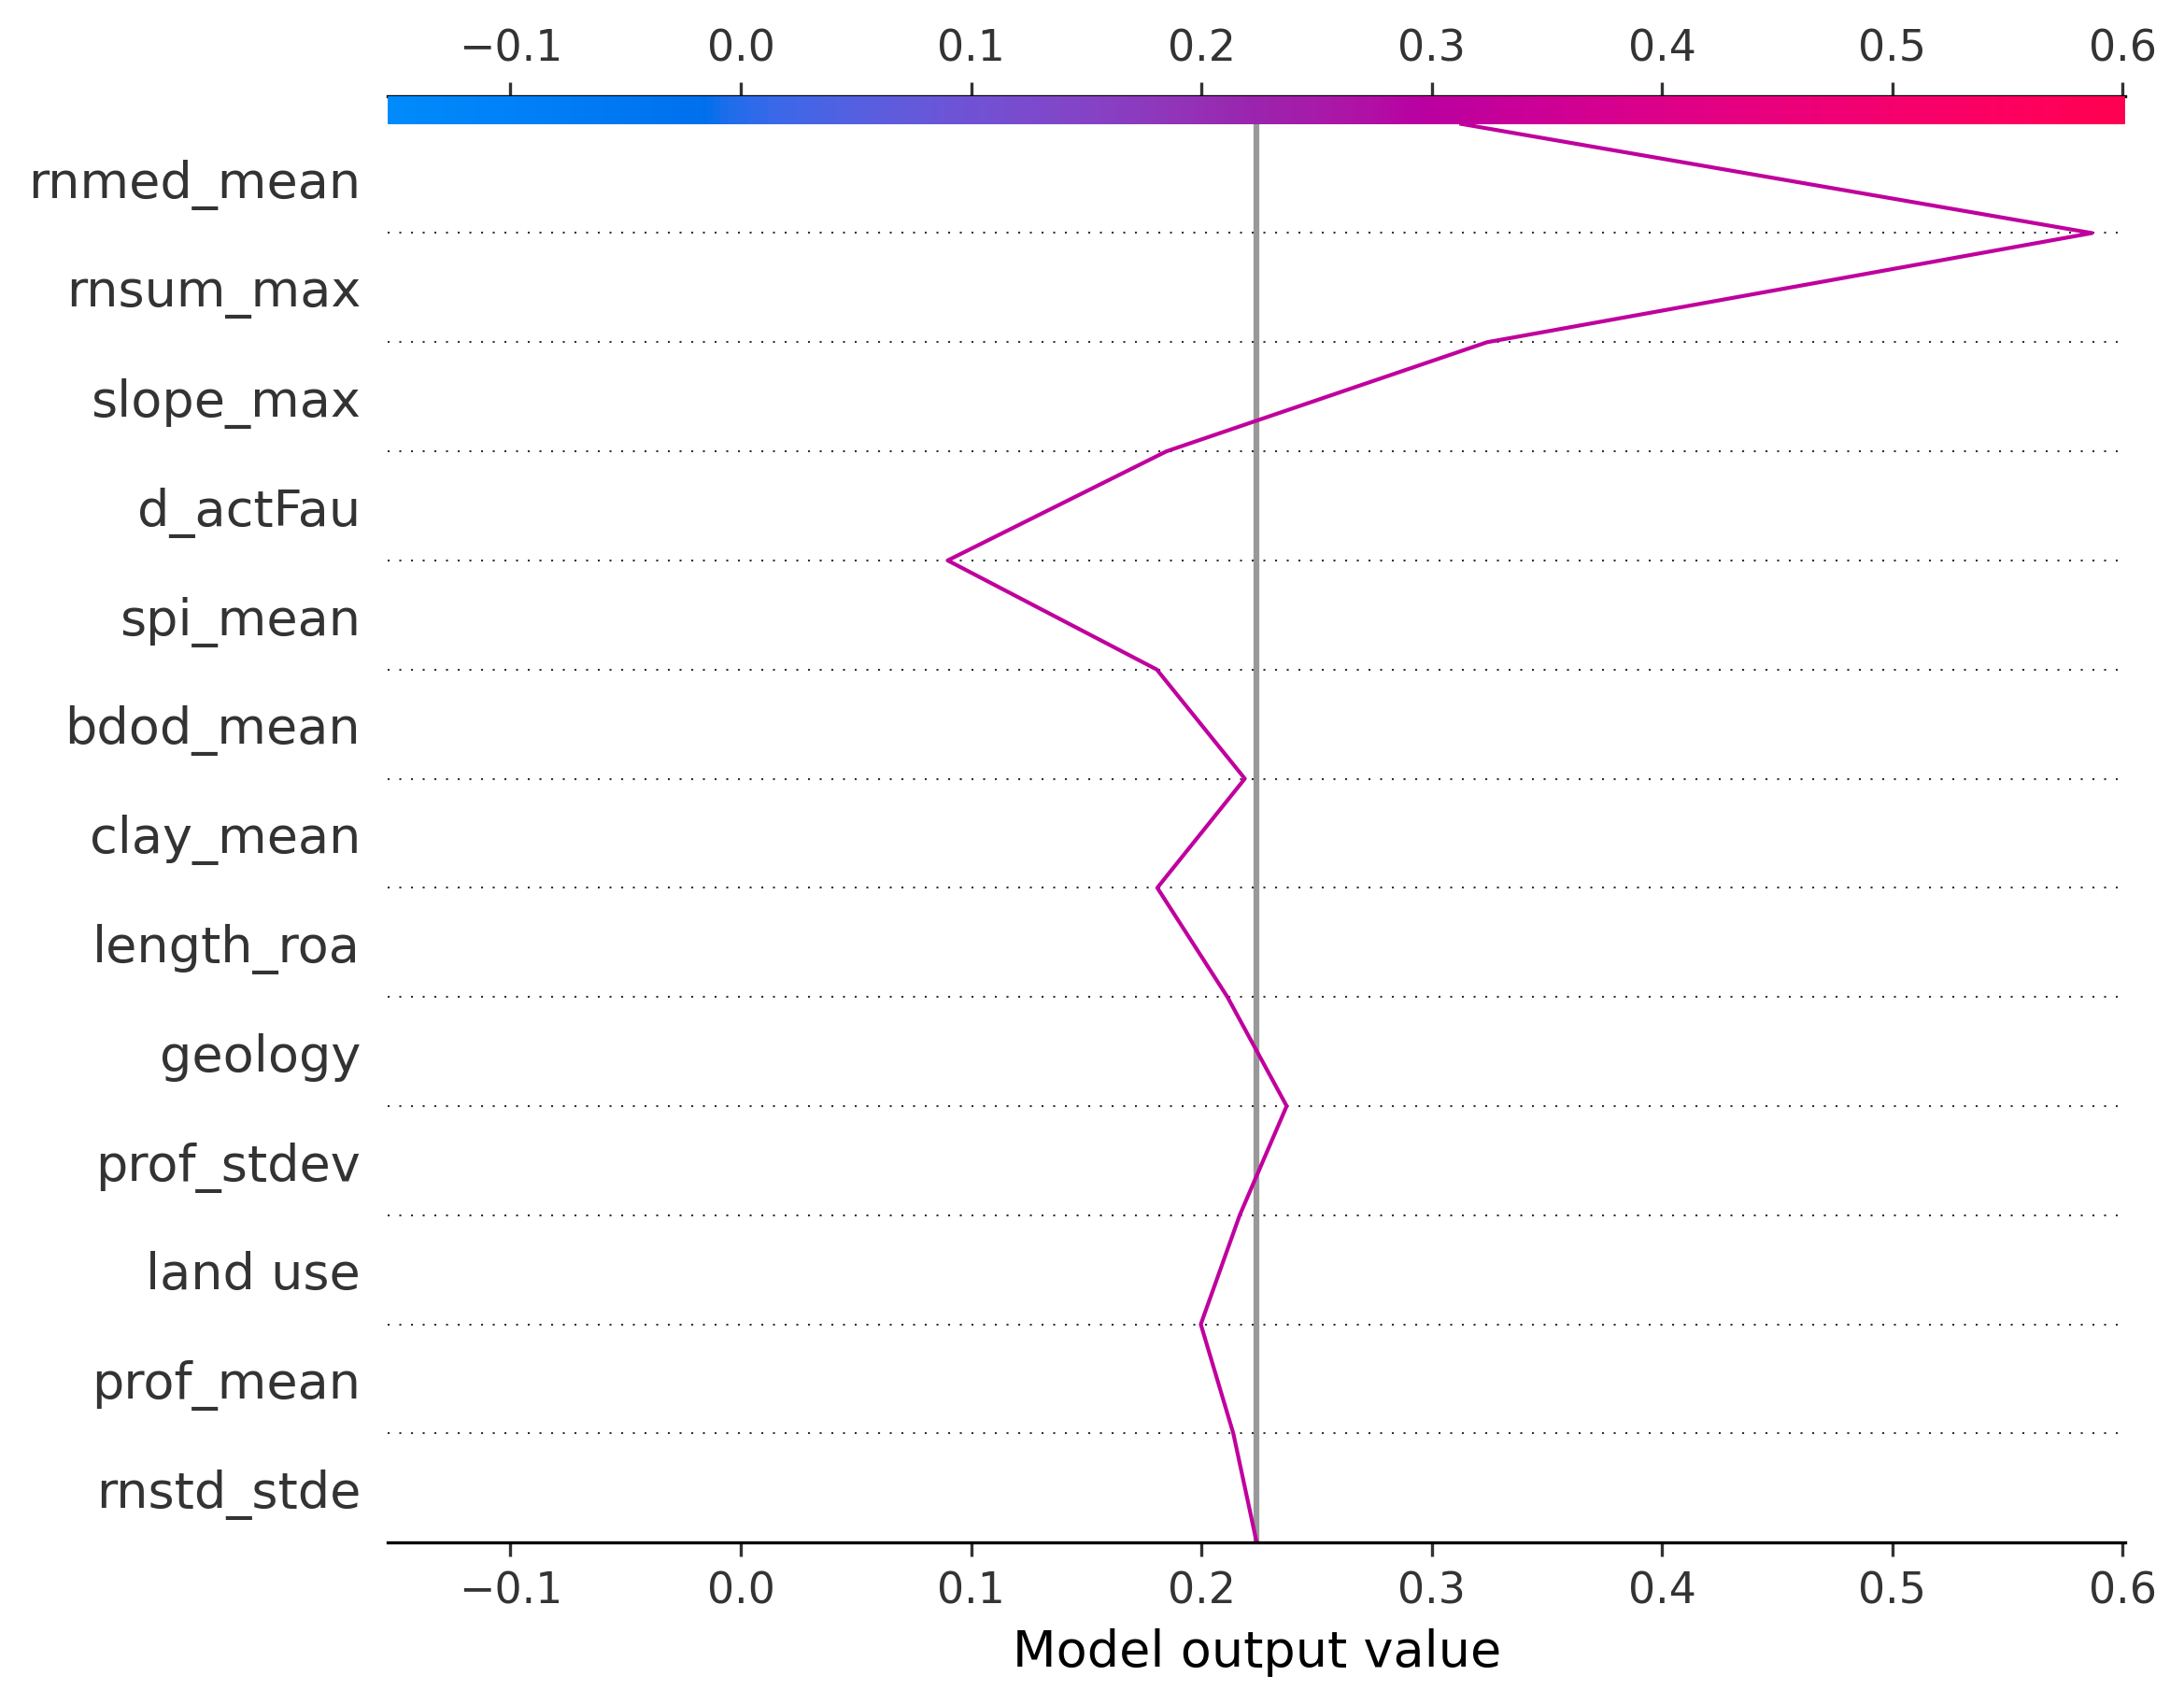 −0.1 0.0 0.1 0.2 0.3 0.4 0.5 0.6
rnmed_mean
rnsum_max
slope_max
d_actFau
spi_mean
bdod_mean
clay_mean
length_roa
geology
prof_stdev
land use
prof_mean
rnstd_stde
−0.1 0.0 0.1 0.2 0.3 0.4 0.5 0.6
Model output value